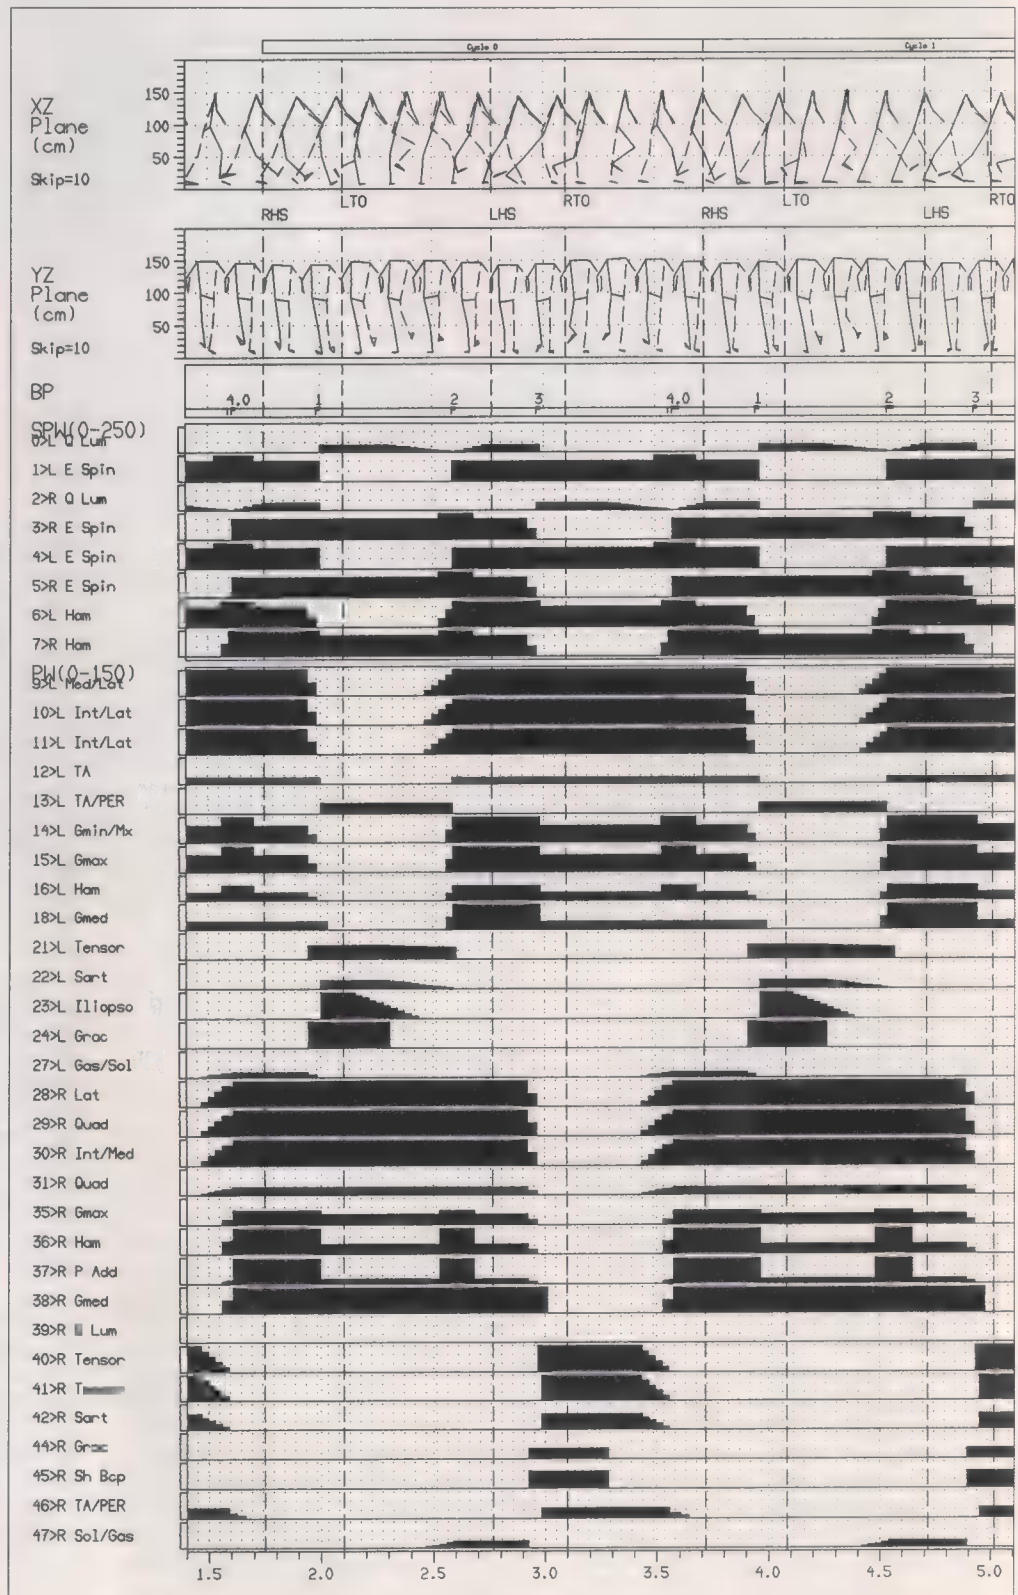 Cycle 0 Cycle 1
XZ
Plane
(cm)
Skip=10
150
100
50
RHS LTO LHS RTO RHS LTO LHS RTO
YZ
Plane
(cm)
Skip=10
150
100
50
BP 4.0 1 2 3 4.0 1 2 3
SPW(0-250)
0>L Q Lum
1>L E Spin
2>R Q Lum
3>R E Spin
4>L E Spin
5>R E Spin
6>L Ham
7>R Ham
PW(0-150)
9>L Med/Lat
10>L Int/Lat
11>L Int/Lat
12>L TA
13>L TA/PER
14>L Gmin/Mx
15>L Gmax
16>L Ham
18>L Gmed
21>L Tensor
22>L Sart
23>L Iliopso
24>L Grac
27>L Gas/Sol
28>R Lat
29>R Quad
30>R Int/Med
31>R Quad
35>R Gmax
36>R Ham
37>R P Add
38>R Gmed
39>R Lum
40>R Tensor
41>R
42>R Sart
44>R
45>R Sh Bcp
46>R TA/PER
47>R Sol/Gas
1.5 2.0 2.5 3.0 3.5 4.0 4.5 5.0